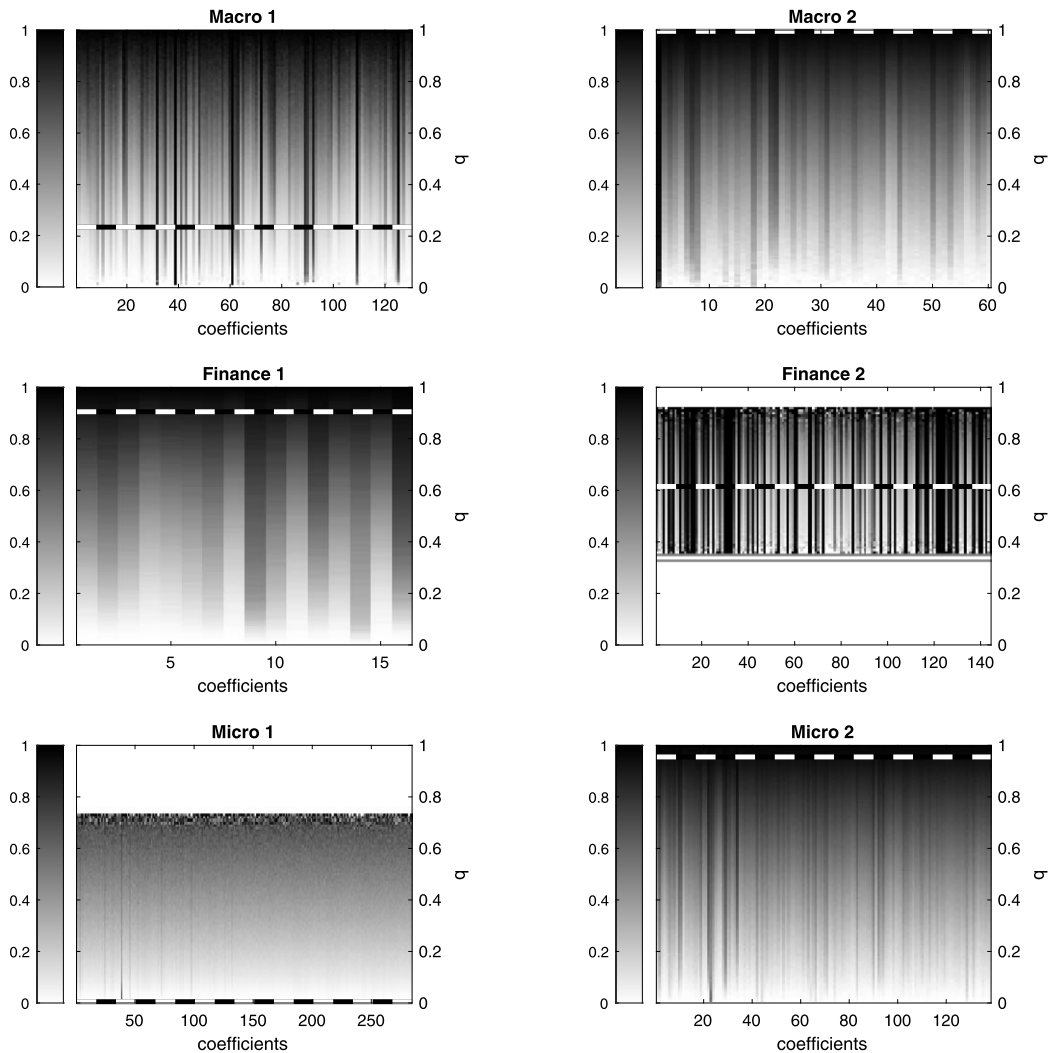 Macro 1
Macro 2
1 1 1 1
0.8 0.8 0.8 0.8
0.6 0.6 0.6 0.6
q q
0.4 0.4 0.4 0.4
0.2 0.2 0.2 0.2
0 0 0 0
20 40 60 80 100 120 10 20 30 40 50 60
coefficients coefficients
Finance 1
Finance 2
1 1 1 1
0.8 0.8 0.8 0.8
0.6 0.6 0.6 0.6
q q
0.4 0.4 0.4 0.4
0.2 0.2 0.2 0.2
0 0 0 0
5 10 15 20 40 60 80 100 120 140
coefficients coefficients
Micro 1
Micro 2
1 1 1 1
0.8 0.8 0.8 0.8
0.6 0.6 0.6 0.6
q q
0.4 0.4 0.4 0.4
0.2 0.2 0.2 0.2
0 0 0 0
50 100 150 200 250 20 40 60 80 100 120
coefficients coefficients